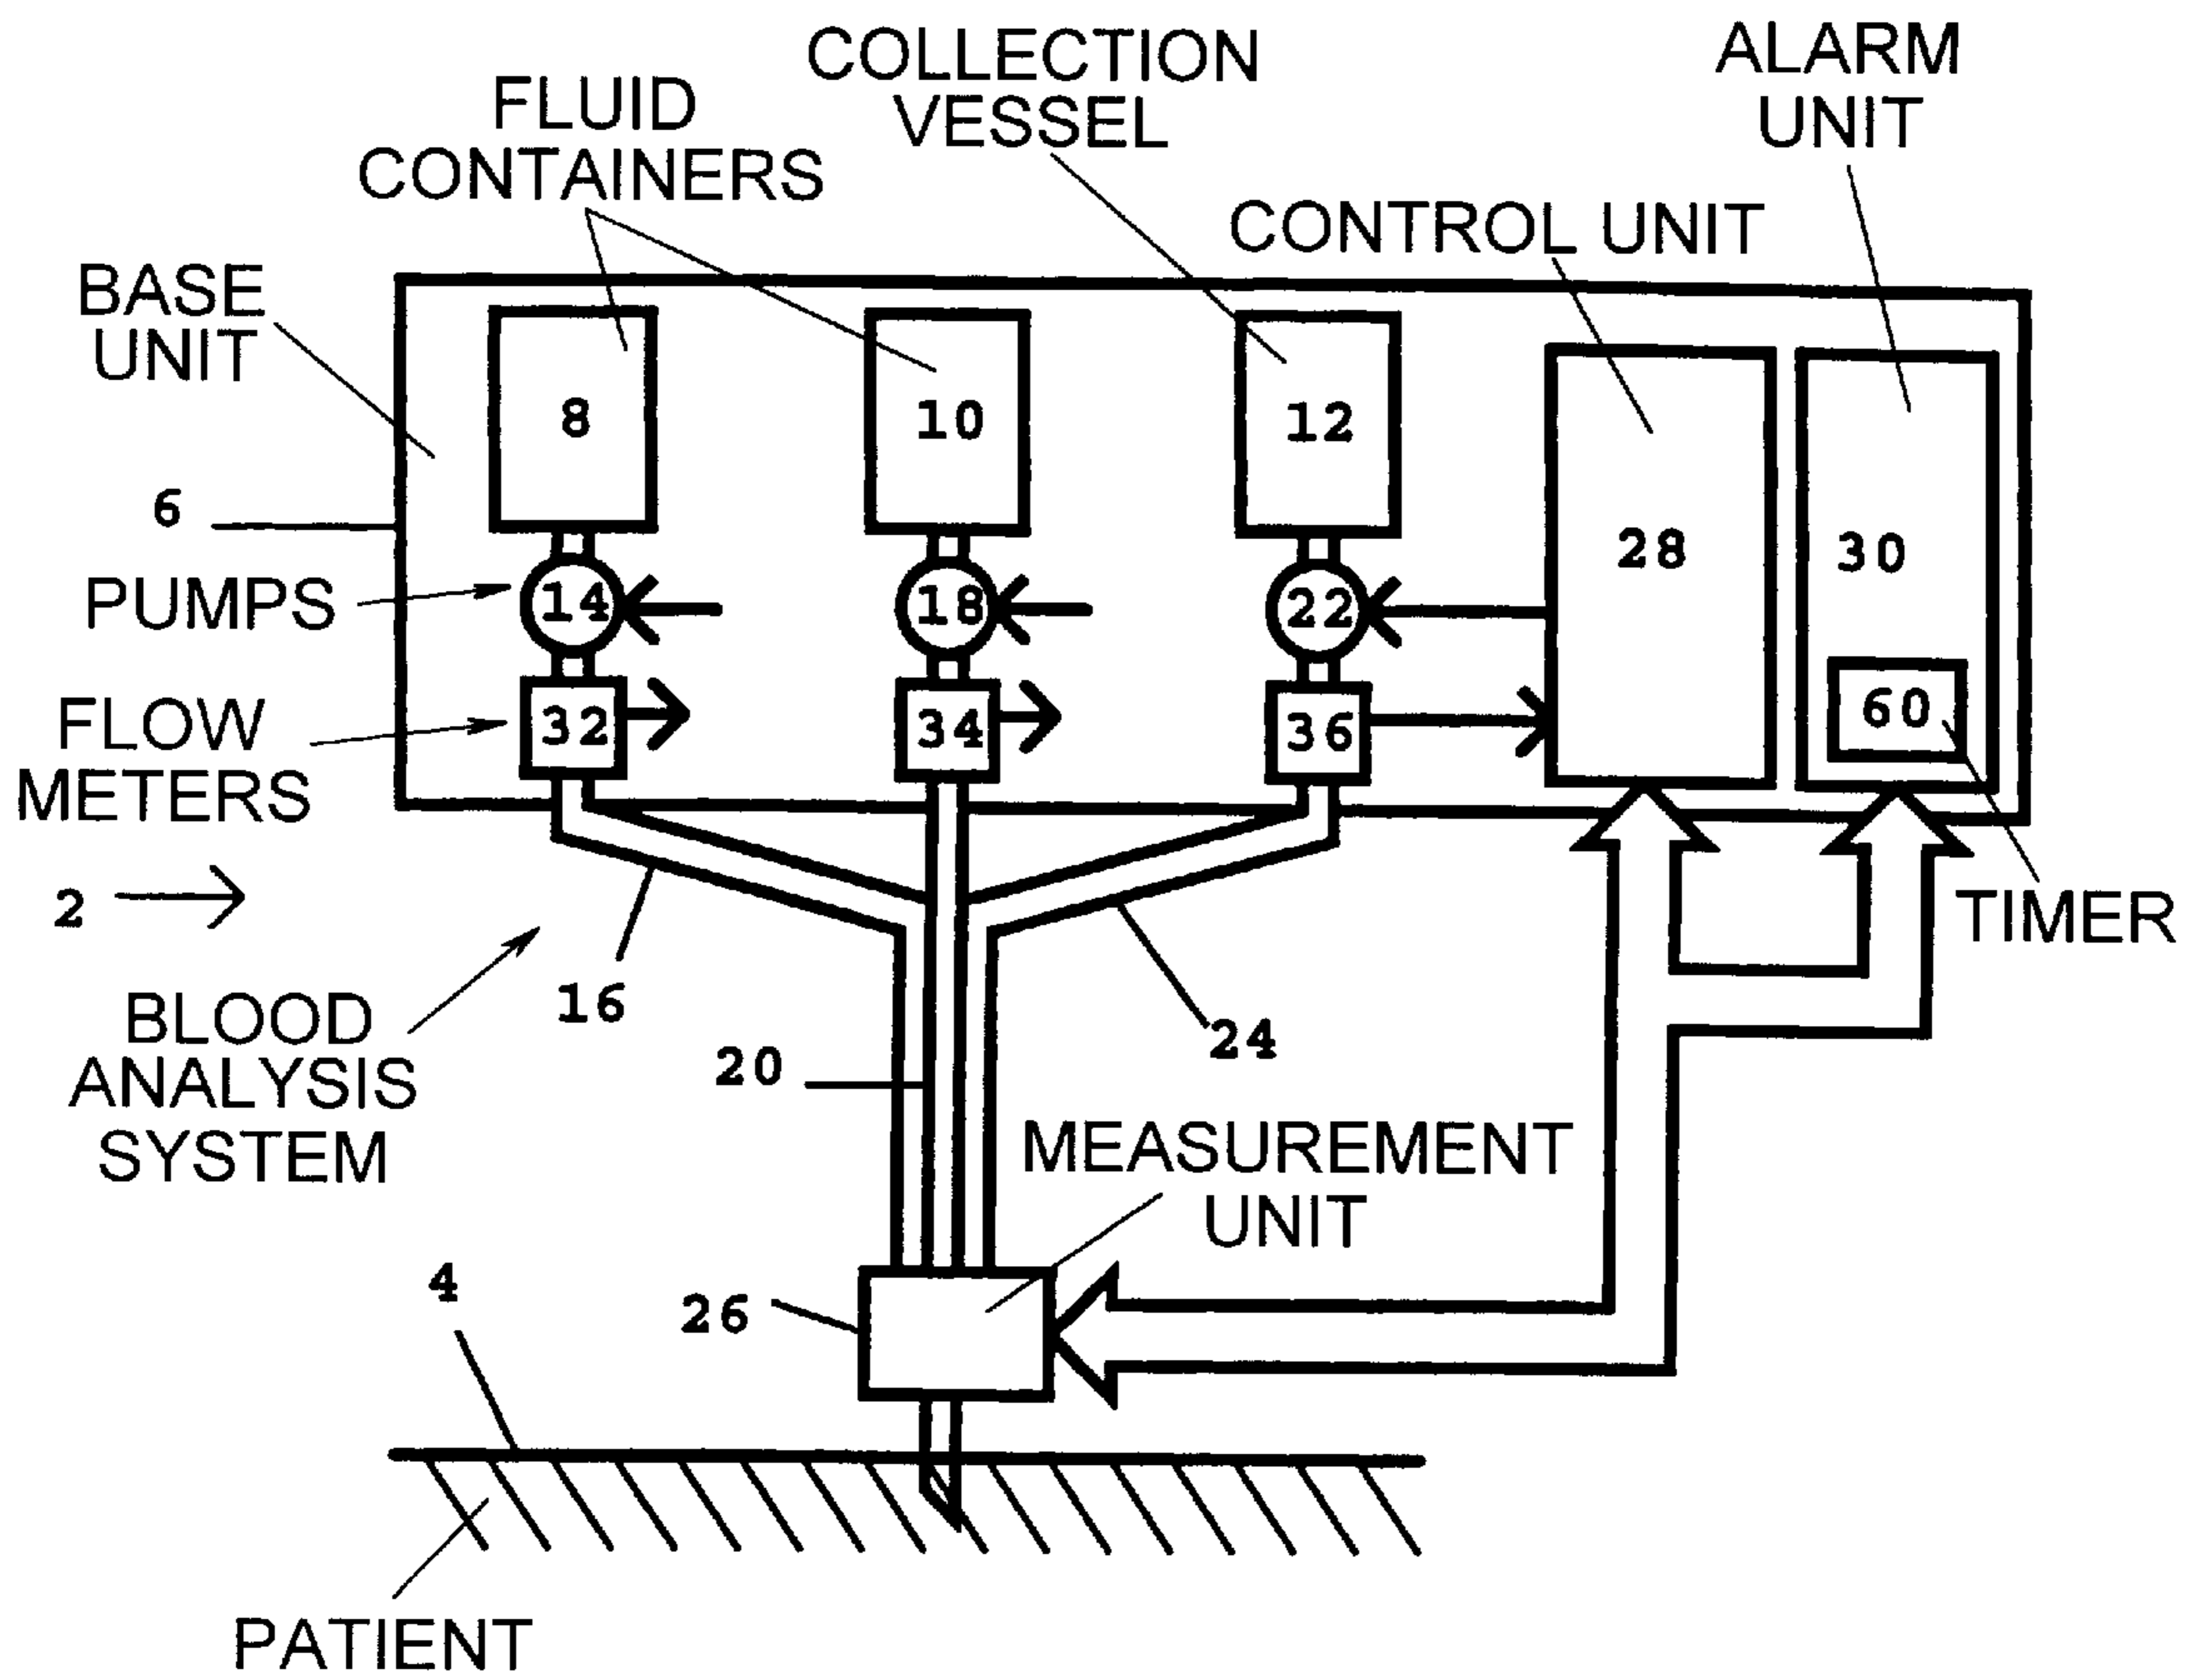 COLLECTION
VESSEL
ALARM
UNIT
FLUID
CONTAINERS
CONTROL UNIT
BASE
UNIT
8
10
12
6
28
30
PUMPS
14
18
22
FLOW
METERS
32
34
36
60
2
TIMER
16
24
BLOOD
ANALYSIS
SYSTEM
20
MEASUREMENT
UNIT
4
26
PATIENT